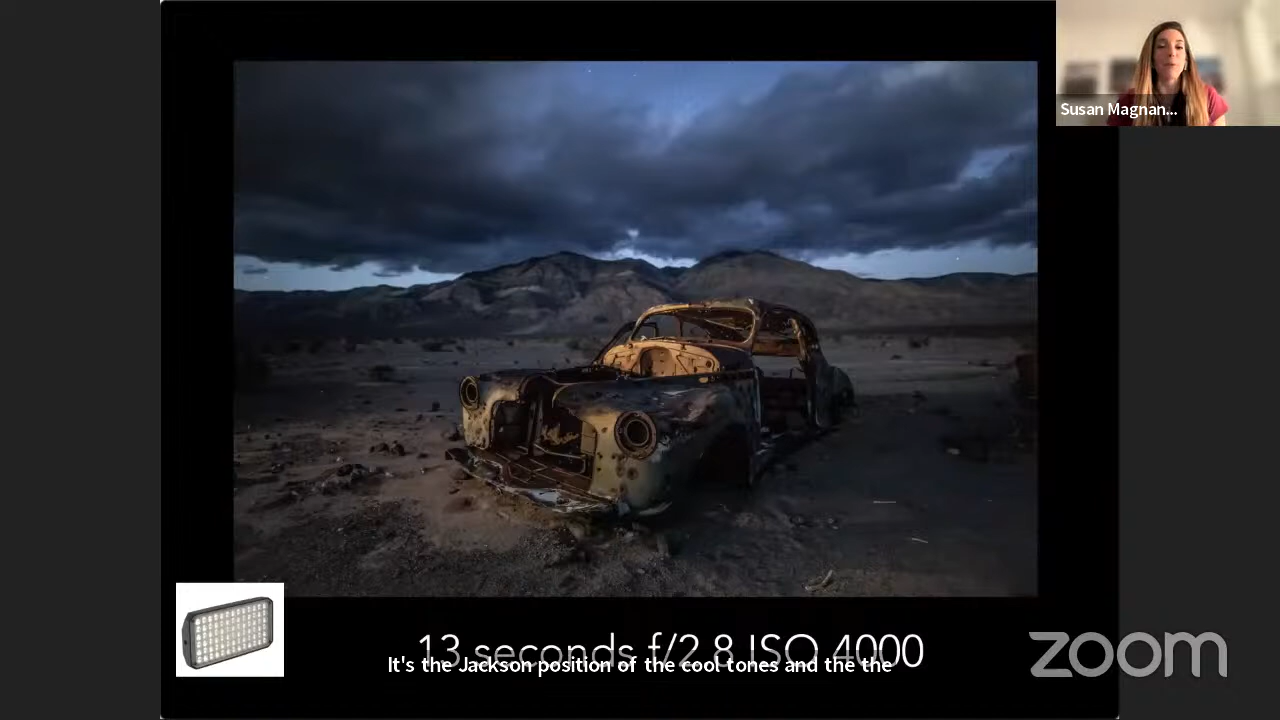 Susan Magnan...
13 seconds f/2.8 ISO 4000
It's the Jackson position of the cool tones and the the
zoom